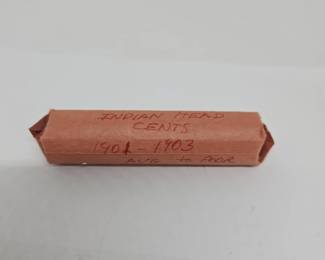 INDIAN HEAD
CENTS
1901 - 1903
AVG to POOR